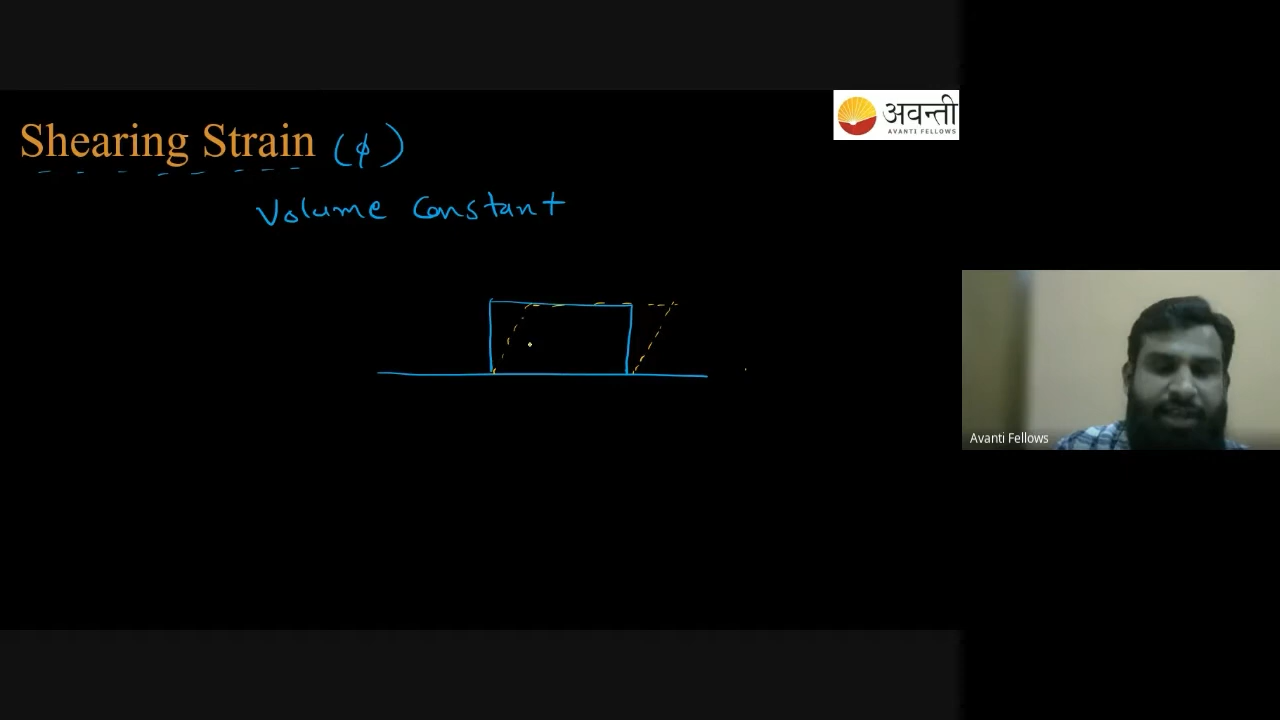 अवन्ती
AVANTI FELLOWS
Shearing Strain (ϕ)
Volume Constant
Avanti Fellows